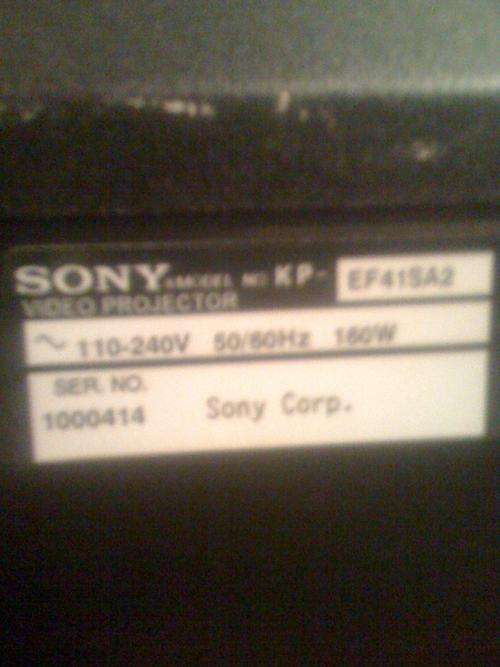 SONY MODEL NO. KP- EF41SA2
VIDEO PROJECTOR
~ 110-240V 50/60Hz 160W
SER. NO.
1000414 Sony Corp.